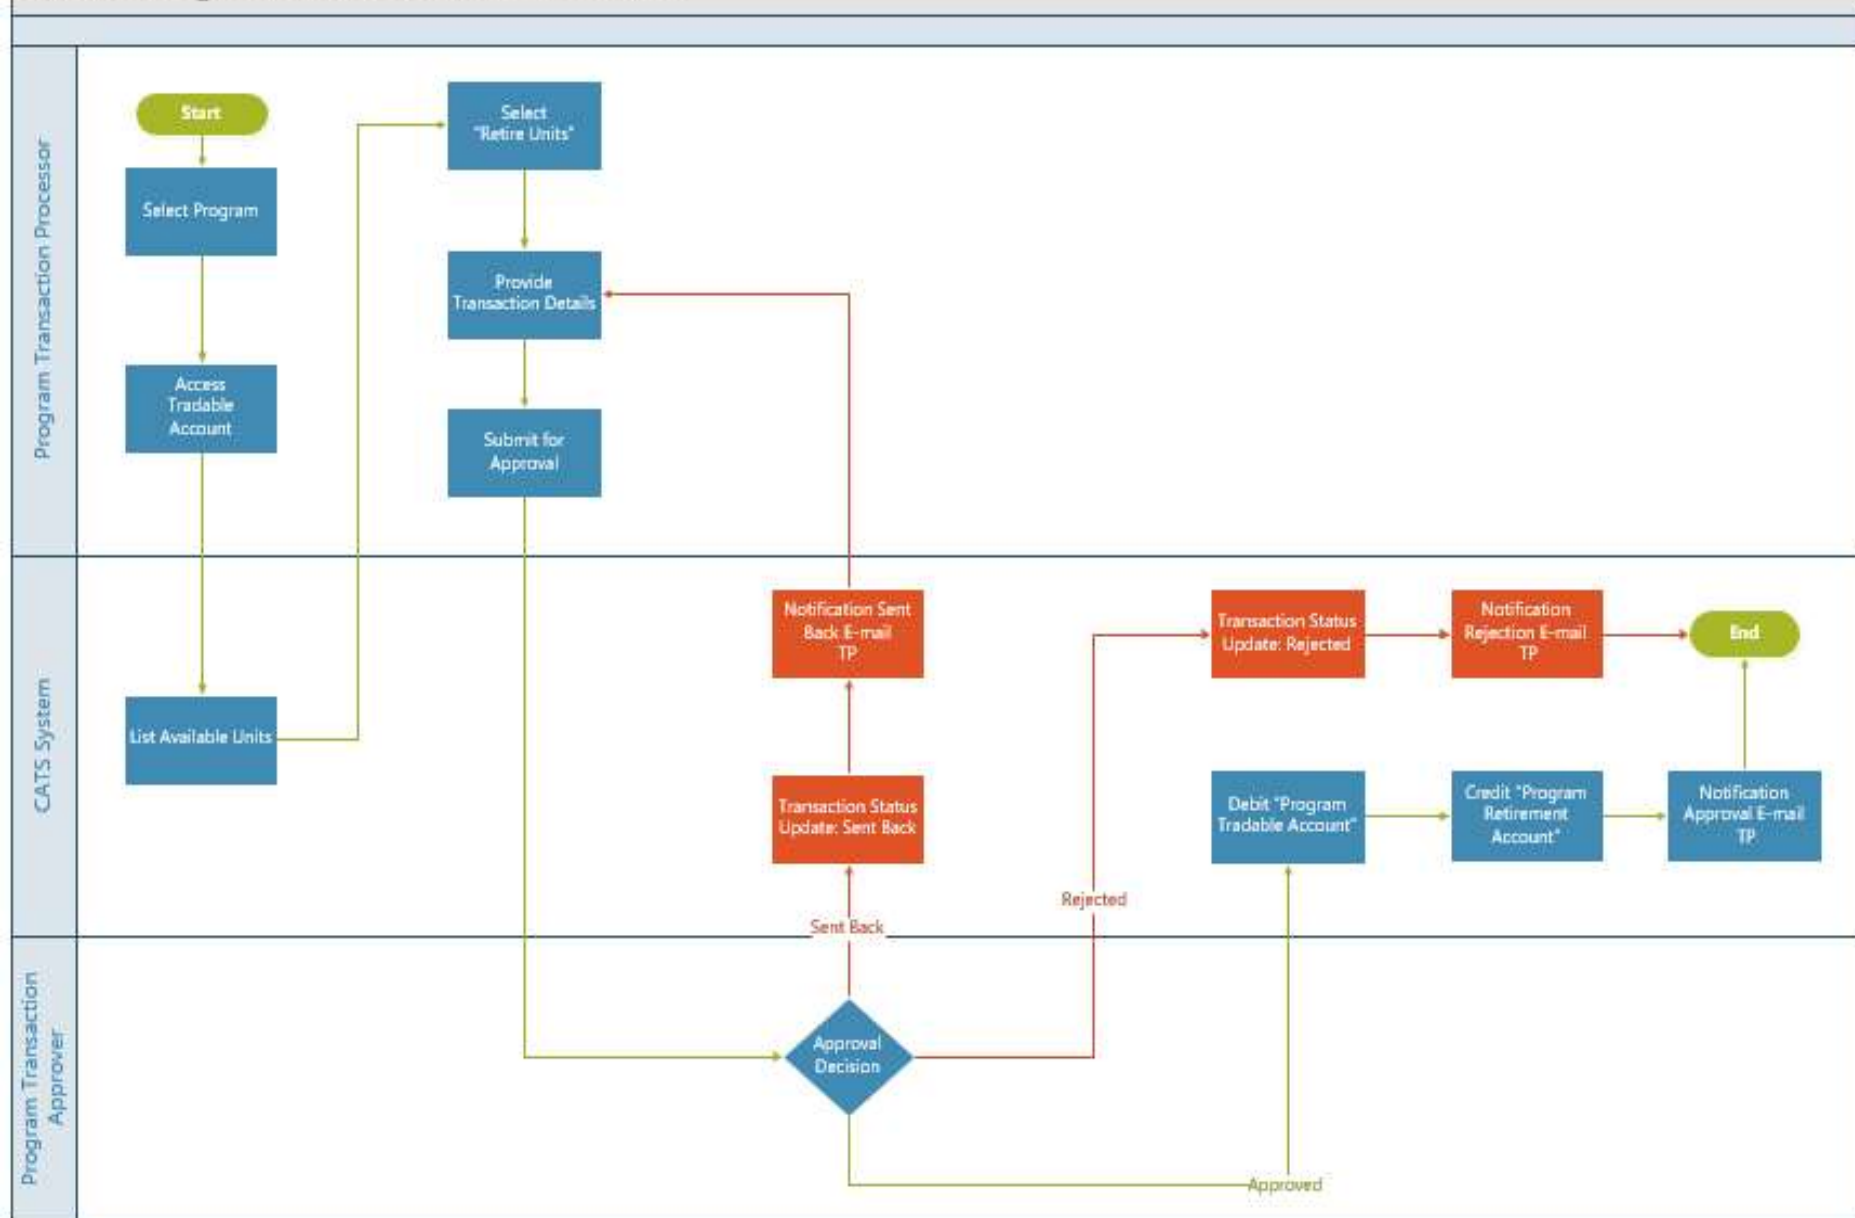 Program Transaction Processor
Start
Select Program
Access
Tradable
Account
Select
"Retire Units"
Provide
Transaction Details
Submit for
Approval
CATS System
List Available Units
Notification Sent
Back E-mail
TP
Transaction Status
Update: Sent Back
Sent Back
Rejected
Transaction Status
Update: Rejected
Notification
Rejection E-mail
TP
End
Debit "Program
Tradable Account"
Credit "Program
Retirement
Account"
Notification
Approval E-mail
TP
Program Transaction
Approver
Approval
Decision
Approved